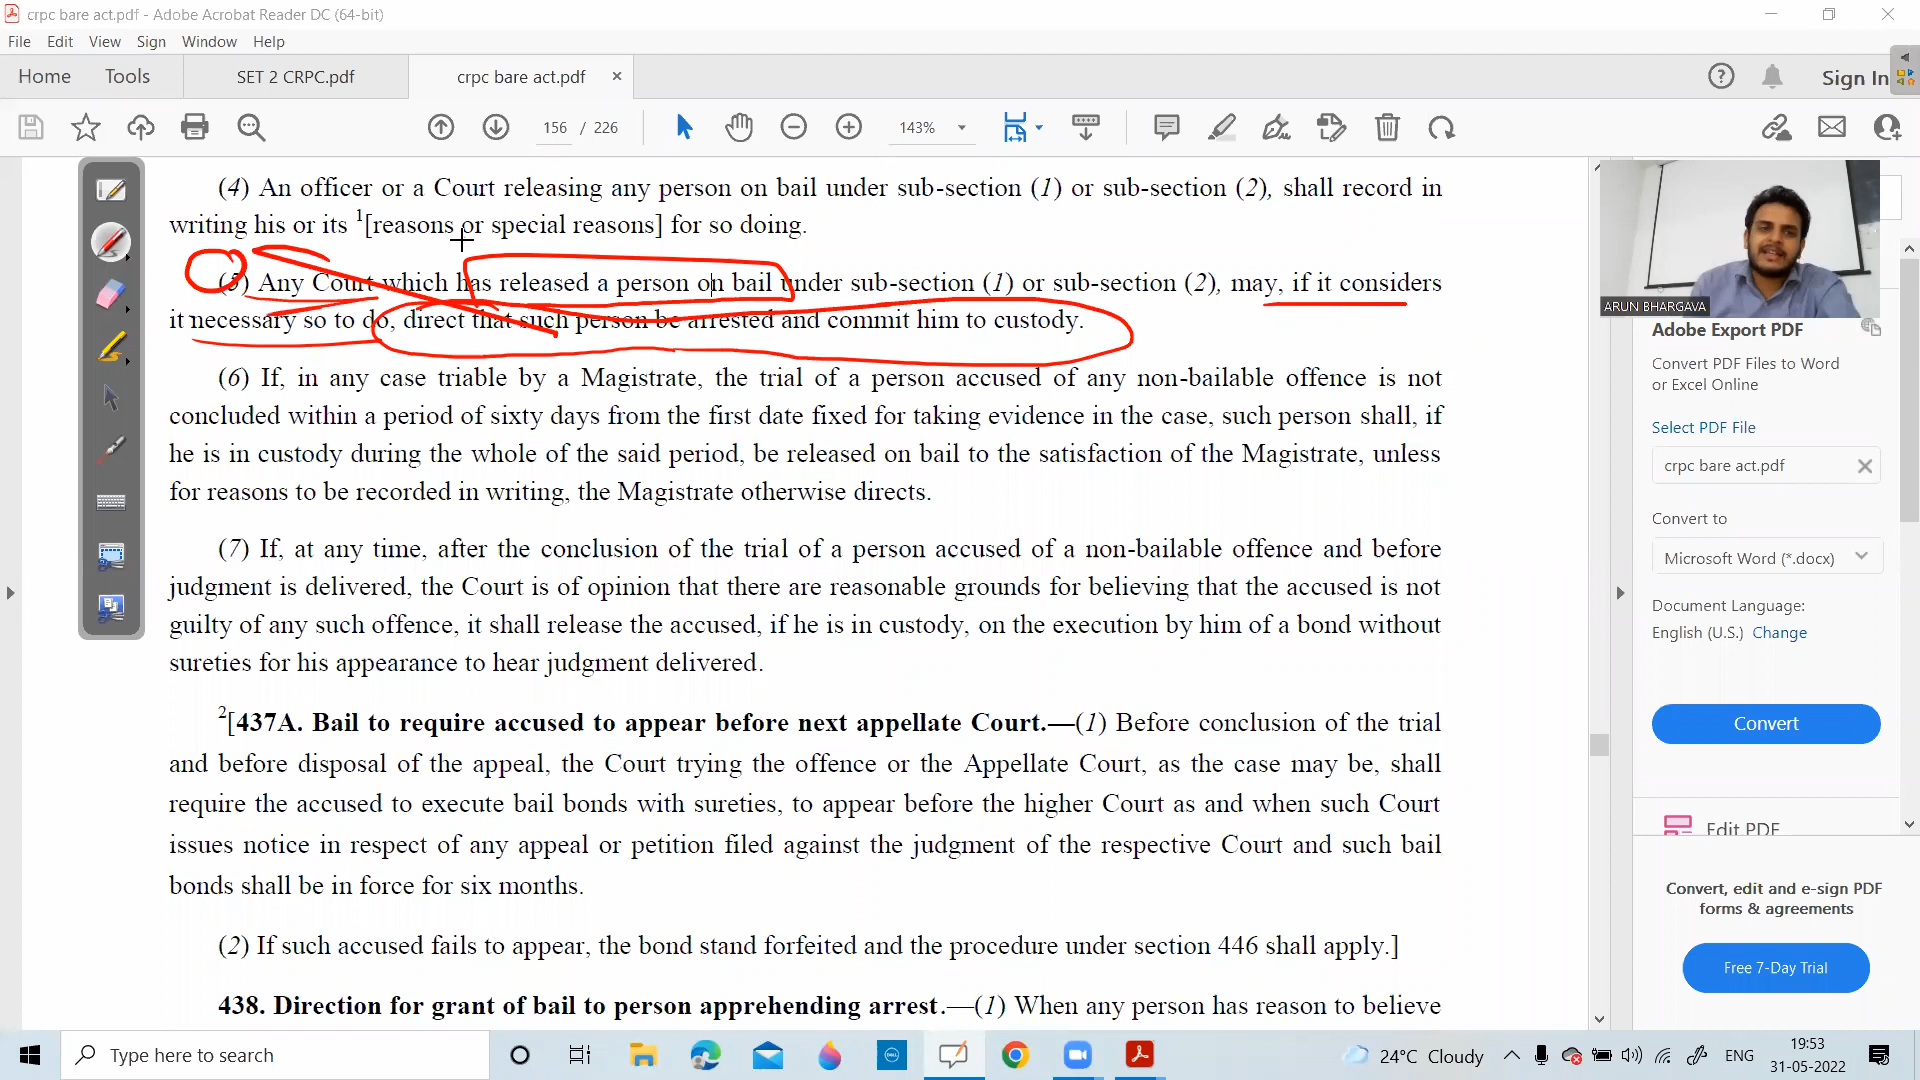 crpc bare act.pdf - Adobe Acrobat Reader DC (64-bit)
File Edit View Sign Window Help
Home Tools SET 2 CRPC.pdf crpc bare act.pdf × Sign In
156 / 226 143%
(4) An officer or a Court releasing any person on bail under sub-section (1) or sub-section (2), shall record in
writing his or its 1[reasons or special reasons] for so doing.
(5) Any Court which has released a person on bail under sub-section (1) or sub-section (2), may, if it considers
it necessary so to do, direct that such person be arrested and commit him to custody.
(6) If, in any case triable by a Magistrate, the trial of a person accused of any non-bailable offence is not
concluded within a period of sixty days from the first date fixed for taking evidence in the case, such person shall, if
he is in custody during the whole of the said period, be released on bail to the satisfaction of the Magistrate, unless
for reasons to be recorded in writing, the Magistrate otherwise directs.
(7) If, at any time, after the conclusion of the trial of a person accused of a non-bailable offence and before
judgment is delivered, the Court is of opinion that there are reasonable grounds for believing that the accused is not
guilty of any such offence, it shall release the accused, if he is in custody, on the execution by him of a bond without
sureties for his appearance to hear judgment delivered.
2[437A. Bail to require accused to appear before next appellate Court.—(1) Before conclusion of the trial
and before disposal of the appeal, the Court trying the offence or the Appellate Court, as the case may be, shall
require the accused to execute bail bonds with sureties, to appear before the higher Court as and when such Court
issues notice in respect of any appeal or petition filed against the judgment of the respective Court and such bail
bonds shall be in force for six months.
(2) If such accused fails to appear, the bond stand forfeited and the procedure under section 446 shall apply.]
438. Direction for grant of bail to person apprehending arrest.—(1) When any person has reason to believe
ARUN BHARGAVA
Adobe Export PDF
Convert PDF Files to Word
or Excel Online
Select PDF File
crpc bare act.pdf
Convert to
Microsoft Word (*.docx)
Document Language:
English (U.S.) Change
Convert
Edit PDF
Convert, edit and e-sign PDF
forms & agreements
Free 7-Day Trial
Type here to search
DELL
24°C Cloudy
ENG
19:53
31-05-2022